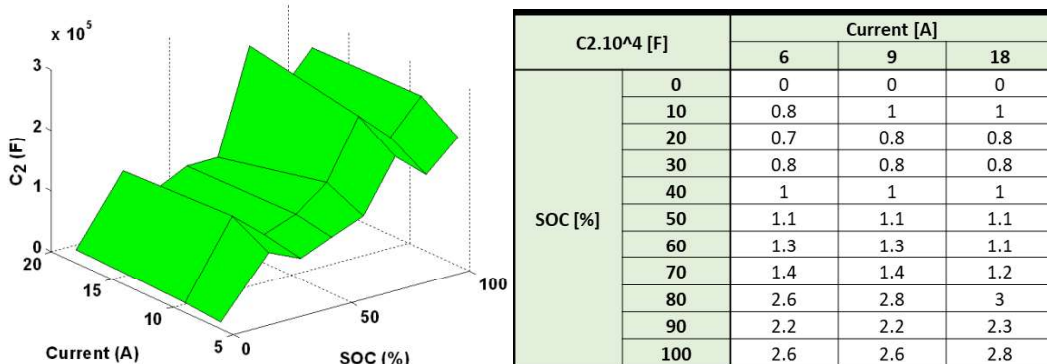 x 10^5
3
2
1
0
C2 (F)
20
15
10
5
Current (A)
0
50
100
SOC (%)
C2.10^4 [F] Current [A]
6 9 18
SOC [%]
0 0 0 0
10 0.8 1 1
20 0.7 0.8 0.8
30 0.8 0.8 0.8
40 1 1 1
50 1.1 1.1 1.1
60 1.3 1.3 1.1
70 1.4 1.4 1.2
80 2.6 2.8 3
90 2.2 2.2 2.3
100 2.6 2.6 2.8